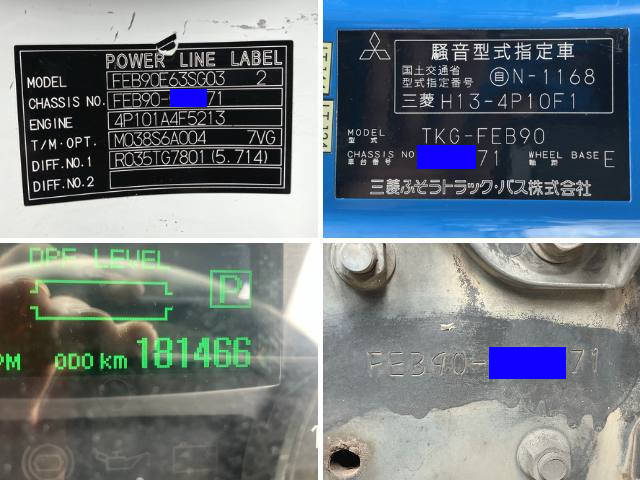 POWER LINE LABEL
MODEL FEB90E63SG03 2
CHASSIS NO. FEB90- 71
ENGINE 4P101A4F5213
T/M・OPT. M038S6A004 7VG
DIFF.NO.1 R035TG7801(5.714)
DIFF.NO.2
騒音型式指定車
国土交通省
型式指定番号 自N-1168
三菱 H13-4P10F1
MODEL
型式 TKG-FEB90
CHASSIS NO 71 WHEEL BASE E
車台番号 軸距
三菱ふそうトラック・バス株式会社
DPF LEVEL
P
PM ODO km 181466
FEB90- 71